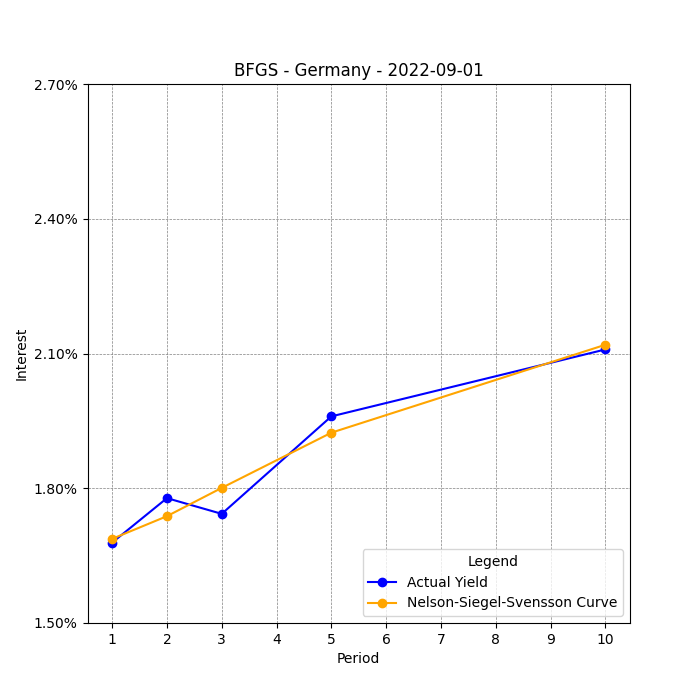 BFGS - Germany - 2022-09-01
2.70%
2.40%
2.10%
1.80%
1.50%
Interest
1 2 3 4 5 6 7 8 9 10
Period
Legend
Actual Yield
Nelson-Siegel-Svensson Curve